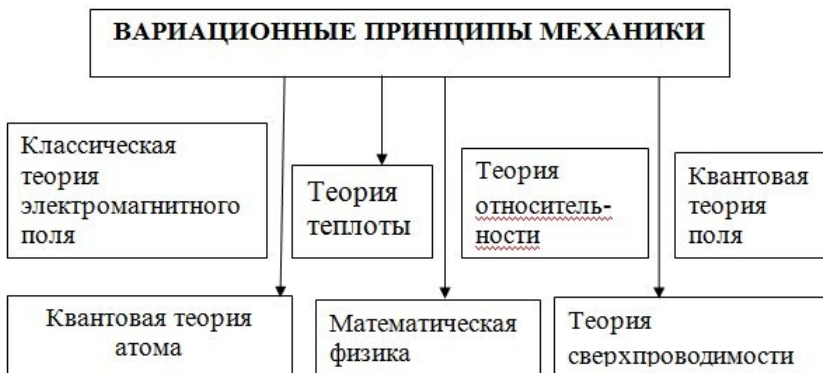 ВАРИАЦИОННЫЕ ПРИНЦИПЫ МЕХАНИКИ
Классическая
теория
электромагнитного
поля
Теория
теплоты
Теория
относитель-
ности
Квантовая
теория
поля
Квантовая теория
атома
Математическая
физика
Теория
сверхпроводимости